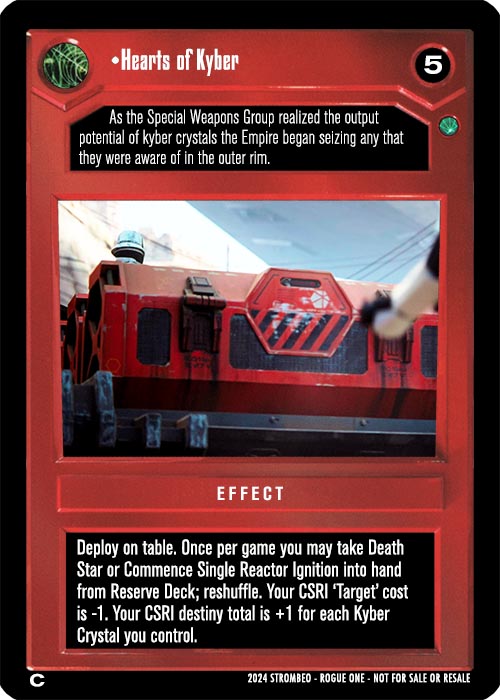 •Hearts of Kyber
5
As the Special Weapons Group realized the output
potential of kyber crystals the Empire began seizing any that
they were aware of in the outer rim.
EFFECT
Deploy on table. Once per game you may take Death
Star or Commence Single Reactor Ignition into hand
from Reserve Deck; reshuffle. Your CSRI ‘Target’ cost
is -1. Your CSRI destiny total is +1 for each Kyber
Crystal you control.
C
2024 STROMBEO - ROGUE ONE - NOT FOR SALE OR RESALE